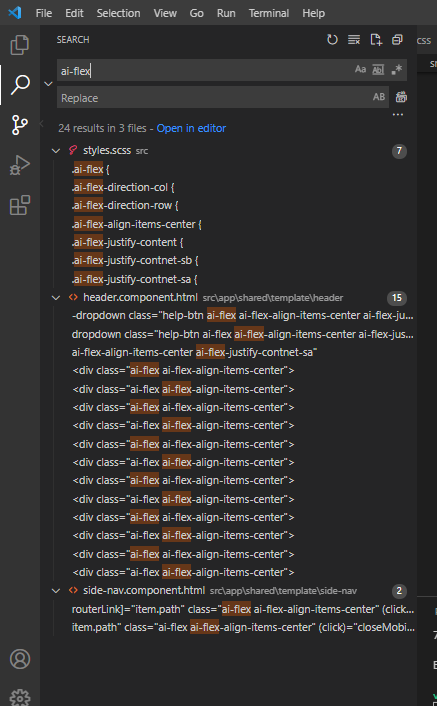 File Edit Selection View Go Run Terminal Help
SEARCH
css
ai-flex
Aa ab .*
sr
Replace
AB
24 results in 3 files - Open in editor
styles.scss src 7
.ai-flex {
.ai-flex-direction-col {
.ai-flex-direction-row {
.ai-flex-align-items-center {
.ai-flex-justify-content {
.ai-flex-justify-contnet-sb {
.ai-flex-justify-contnet-sa {
header.component.html src\app\shared\template\header 15
-dropdown class="help-btn ai-flex ai-flex-align-items-center ai-flex-ju...
dropdown class="help-btn ai-flex ai-flex-align-items-center ai-flex-jus...
ai-flex-align-items-center ai-flex-justify-contnet-sa"
<div class="ai-flex ai-flex-align-items-center">
<div class="ai-flex ai-flex-align-items-center">
<div class="ai-flex ai-flex-align-items-center">
<div class="ai-flex ai-flex-align-items-center">
<div class="ai-flex ai-flex-align-items-center">
<div class="ai-flex ai-flex-align-items-center">
<div class="ai-flex ai-flex-align-items-center">
<div class="ai-flex ai-flex-align-items-center">
<div class="ai-flex ai-flex-align-items-center">
<div class="ai-flex ai-flex-align-items-center">
<div class="ai-flex ai-flex-align-items-center">
<div class="ai-flex ai-flex-align-items-center">
side-nav.component.html src\app\shared\template\side-nav 2
routerLink]="item.path" class="ai-flex ai-flex-align-items-center" (click...
item.path" class="ai-flex ai-flex-align-items-center" (click)="closeMobi...